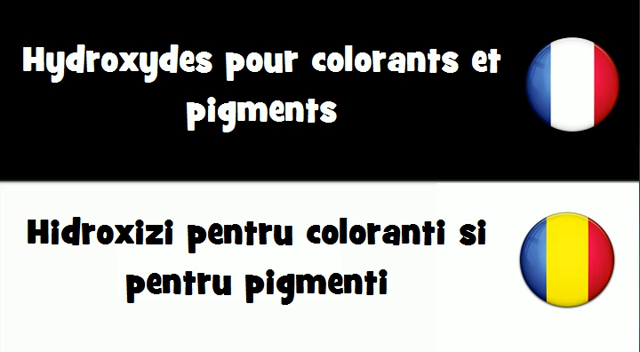 Hydroxydes pour colorants et
pigments
Hidroxizi pentru coloranti si
pentru pigmenti